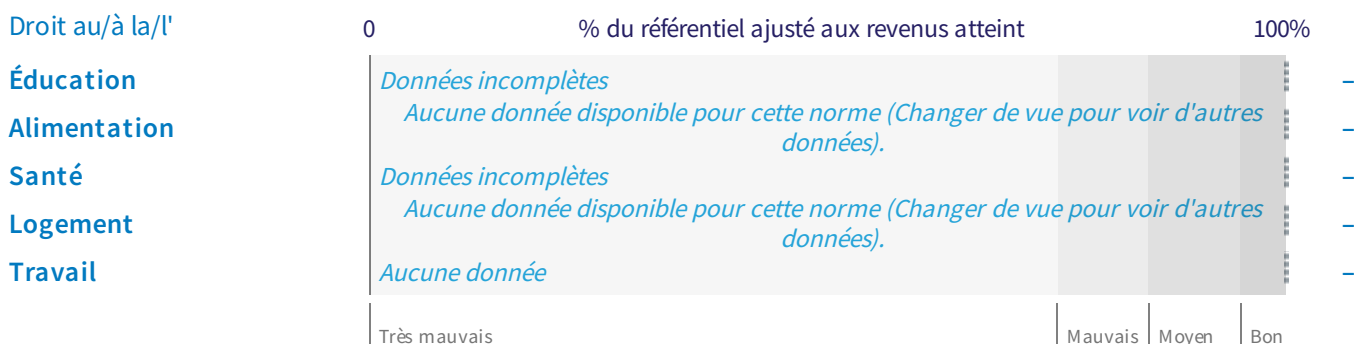 Droit au/à la/l' 0 % du référentiel ajusté aux revenus atteint 100%
Éducation Données incomplètes –
Alimentation Aucune donnée disponible pour cette norme (Changer de vue pour voir d'autres –
données).
Santé Données incomplètes –
Logement Aucune donnée disponible pour cette norme (Changer de vue pour voir d'autres –
données).
Travail Aucune donnée –
Très mauvais Mauvais Moyen Bon